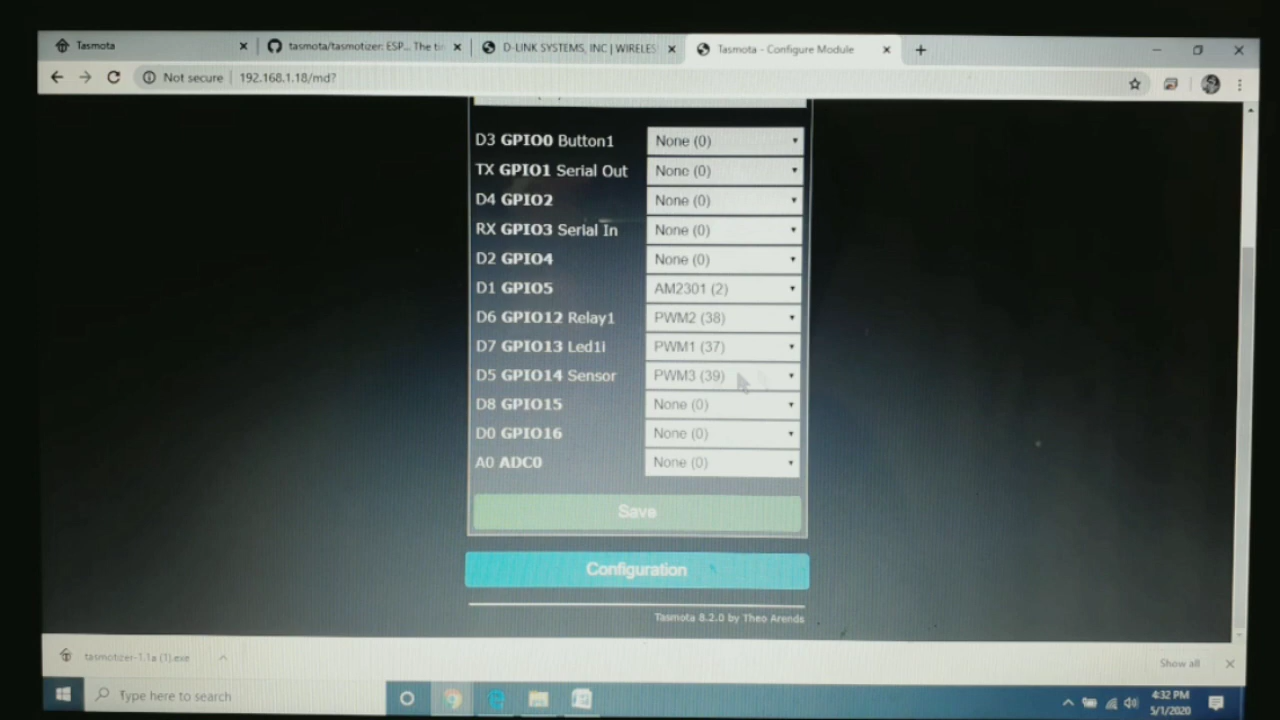 Tasmota
tasmota/tasmotizer: ESP... The ta
D-LINK SYSTEMS, INC | WIRELES
Tasmota - Configure Module
Not secure | 192.168.1.18/md?
D3 GPIO0 Button1 None (0)
TX GPIO1 Serial Out None (0)
D4 GPIO2 None (0)
RX GPIO3 Serial In None (0)
D2 GPIO4 None (0)
D1 GPIO5 AM2301 (2)
D6 GPIO12 Relay1 PWM2 (38)
D7 GPIO13 Led1i PWM1 (37)
D5 GPIO14 Sensor PWM3 (39)
D8 GPIO15 None (0)
D0 GPIO16 None (0)
A0 ADC0 None (0)
Save
Configuration
Tasmota 8.2.0 by Theo Arends
tasmotizer-1.1a (1).exe
Show all
Type here to search
4:32 PM
5/1/2020